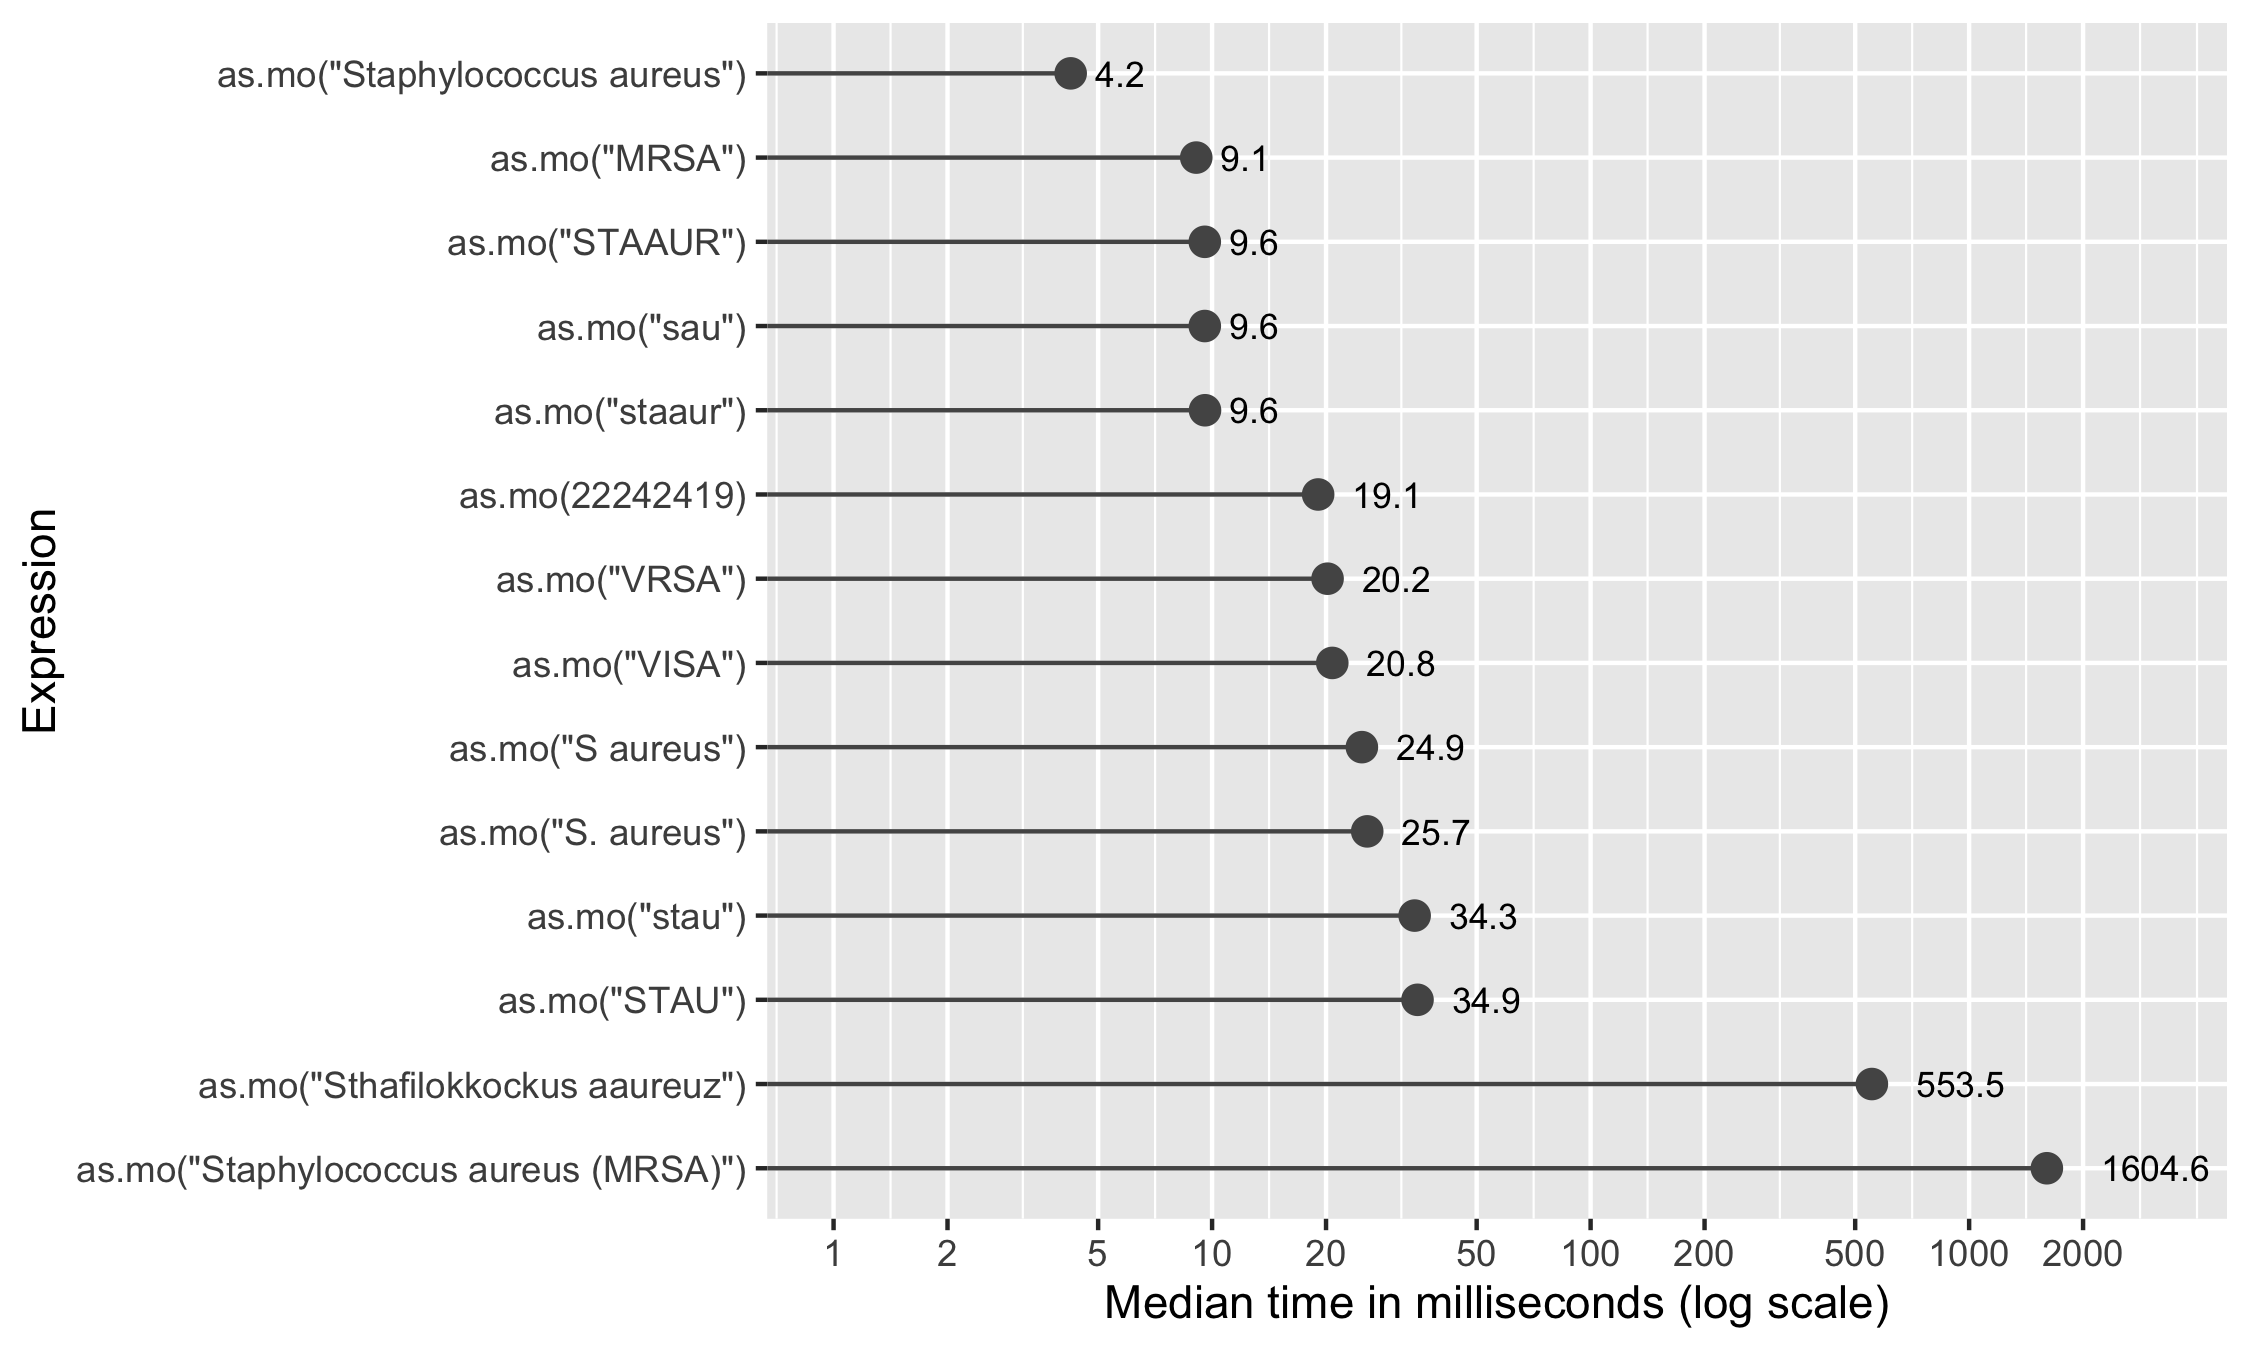 as.mo("Staphylococcus aureus") 4.2
as.mo("MRSA") 9.1
as.mo("STAAUR") 9.6
as.mo("sau") 9.6
as.mo("staaur") 9.6
as.mo(22242419) 19.1
as.mo("VRSA") 20.2
as.mo("VISA") 20.8
as.mo("S aureus") 24.9
as.mo("S. aureus") 25.7
as.mo("stau") 34.3
as.mo("STAU") 34.9
as.mo("Sthafilokkockus aaureuz") 553.5
as.mo("Staphylococcus aureus (MRSA)") 1604.6
Expression
1 2 5 10 20 50 100 200 500 1000 2000
Median time in milliseconds (log scale)